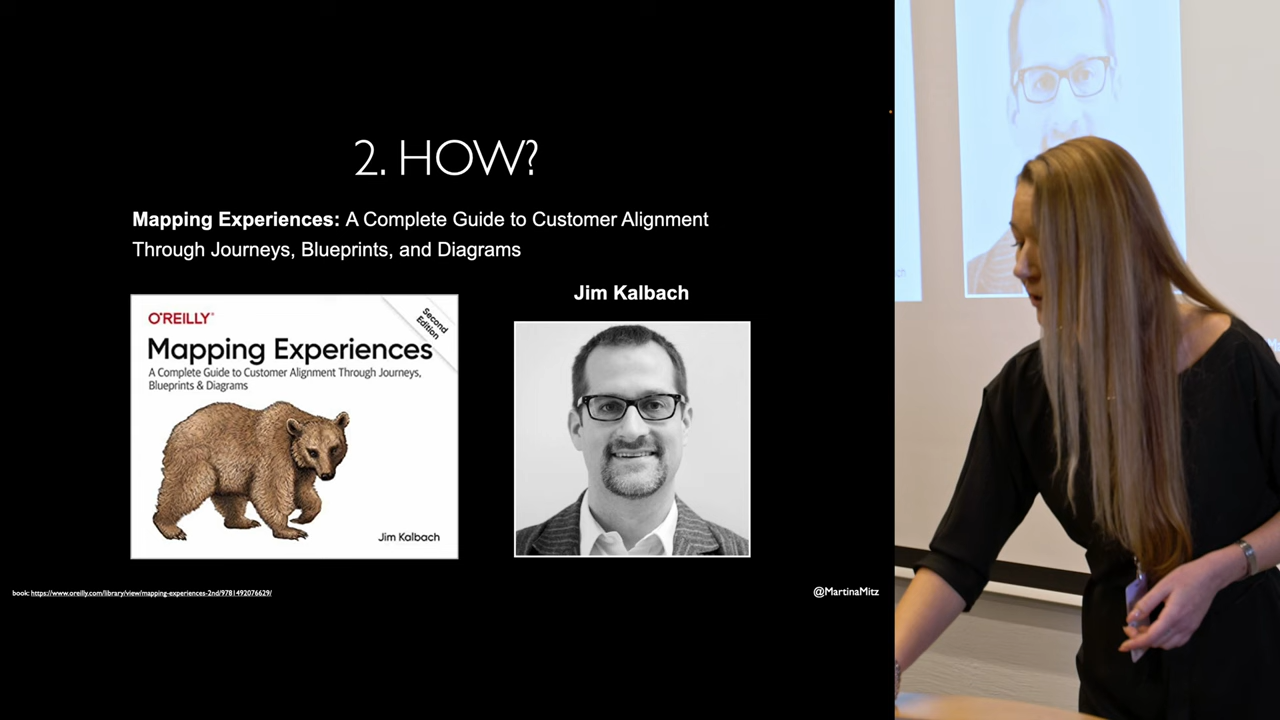 2. HOW?
Mapping Experiences: A Complete Guide to Customer Alignment
Through Journeys, Blueprints, and Diagrams
Jim Kalbach
O'REILLY®
Second
Edition
Mapping Experiences
A Complete Guide to Customer Alignment Through Journeys,
Blueprints & Diagrams
Jim Kalbach
book: https://www.oreilly.com/library/view/mapping-experiences-2nd/9781492076629/
@MartinaMitz